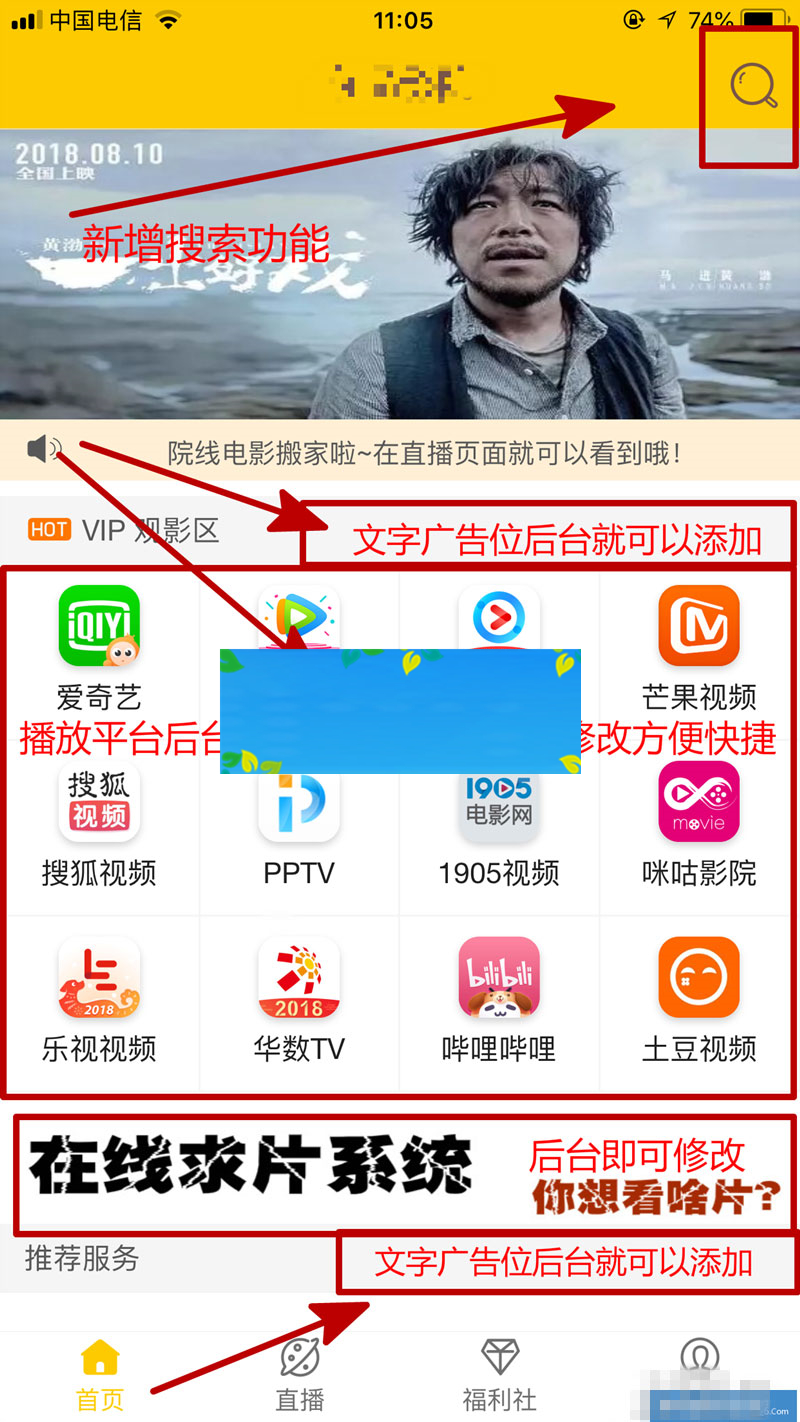 中国电信 11:05 74%
2018.08.10
全国上映
新增搜索功能
黄渤
一出好戏
马进 黄渤
MA JIN HUANG BO
院线电影搬家啦~在直播页面就可以看到哦!
HOT VIP 观影区
文字广告位后台就可以添加
iQIYI
爱奇艺
芒果视频
播放平台后台
修改方便快捷
搜狐
视频
1905
电影网
movie
搜狐视频 PPTV 1905视频 咪咕影院
2018
2018
bilibili
乐视视频 华数TV 哔哩哔哩 土豆视频
在线求片系统
后台即可修改
你想看啥片?
推荐服务
文字广告位后台就可以添加
首页 直播 福利社